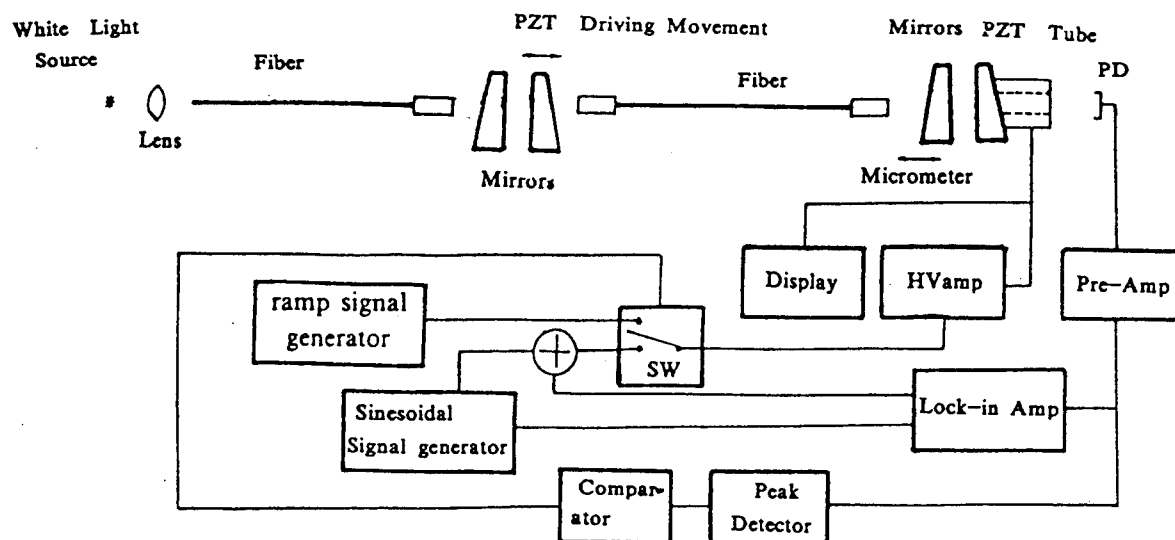 White Light
Source
PZT Driving Movement
Mirrors PZT Tube
Fiber
Fiber
PD
Lens
Mirrors
Micrometer
Display
HVamp
Pre-Amp
ramp signal
generator
SW
Sinesoidal
Signal generator
Lock-in Amp
Compar-
ator
Peak
Detector